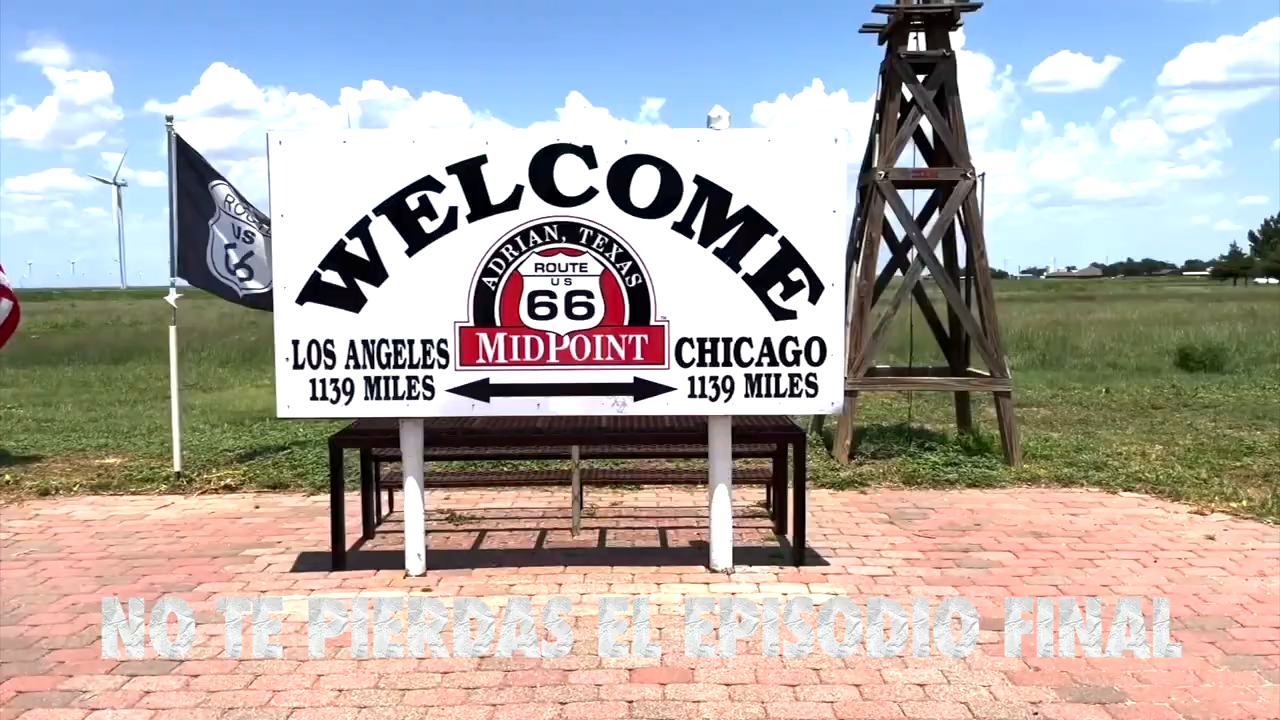 WELCOME
ADRIAN, TEXAS
ROUTE
US
66
MIDPOINT
LOS ANGELES
1139 MILES
CHICAGO
1139 MILES
ROUTE
US
66
NO TE PIERDAS EL EPISODIO FINAL